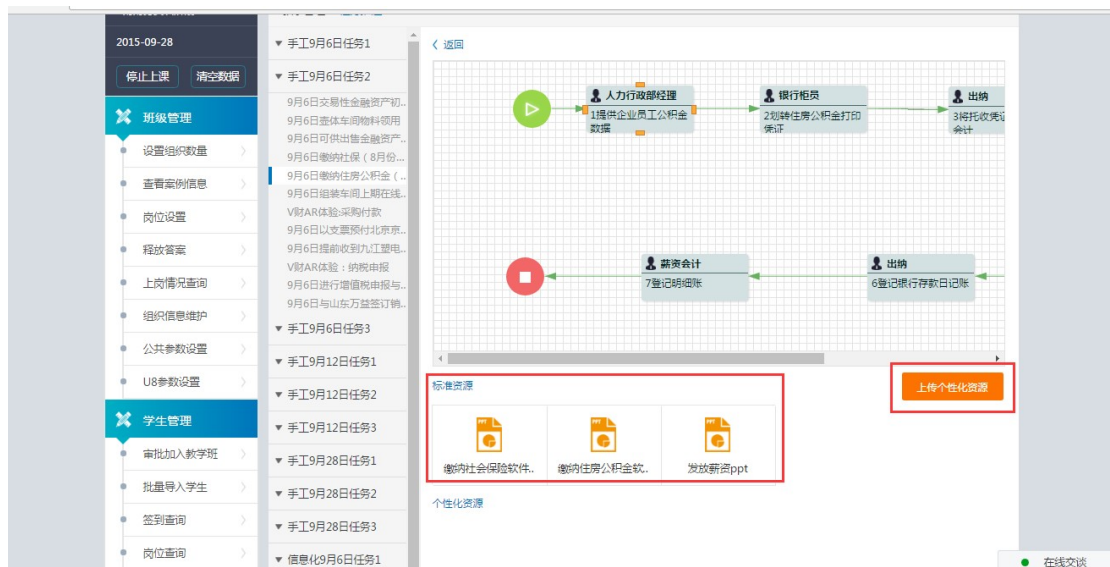 2015-09-28
停止上课
清空数据
班级管理
设置组织数量
查看案例信息
岗位设置
释放答案
上岗情况查询
组织信息维护
公共参数设置
U8参数设置
学生管理
审批加入教学班
批量导入学生
签到查询
岗位查询
手工9月6日任务1
手工9月6日任务2
9月6日交易性金融资产初..
9月6日壶体车间物料领用
9月6日可供出售金融资产..
9月6日缴纳社保（8月份...
9月6日缴纳住房公积金（..
9月6日组装车间上期在线..
V财AR体验:采购付款
9月6日以支票预付北京京..
9月6日提前收到九江塑电..
V财AR体验：纳税申报
9月6日进行增值税申报与..
9月6日与山东万益签订销..
手工9月6日任务3
手工9月12日任务1
手工9月12日任务2
手工9月12日任务3
手工9月28日任务1
手工9月28日任务2
手工9月28日任务3
信息化9月6日任务1
返回
人力行政部经理
1提供企业员工公积金
数据
银行柜员
2划转住房公积金打印
凭证
出纳
3将托收凭证
会计
薪资会计
7登记明细账
出纳
6登记银行存款日记账
标准资源
上传个性化资源
PPT
缴纳社会保险软件..
PPT
缴纳住房公积金软..
PPT
发放薪资ppt
个性化资源
在线交谈